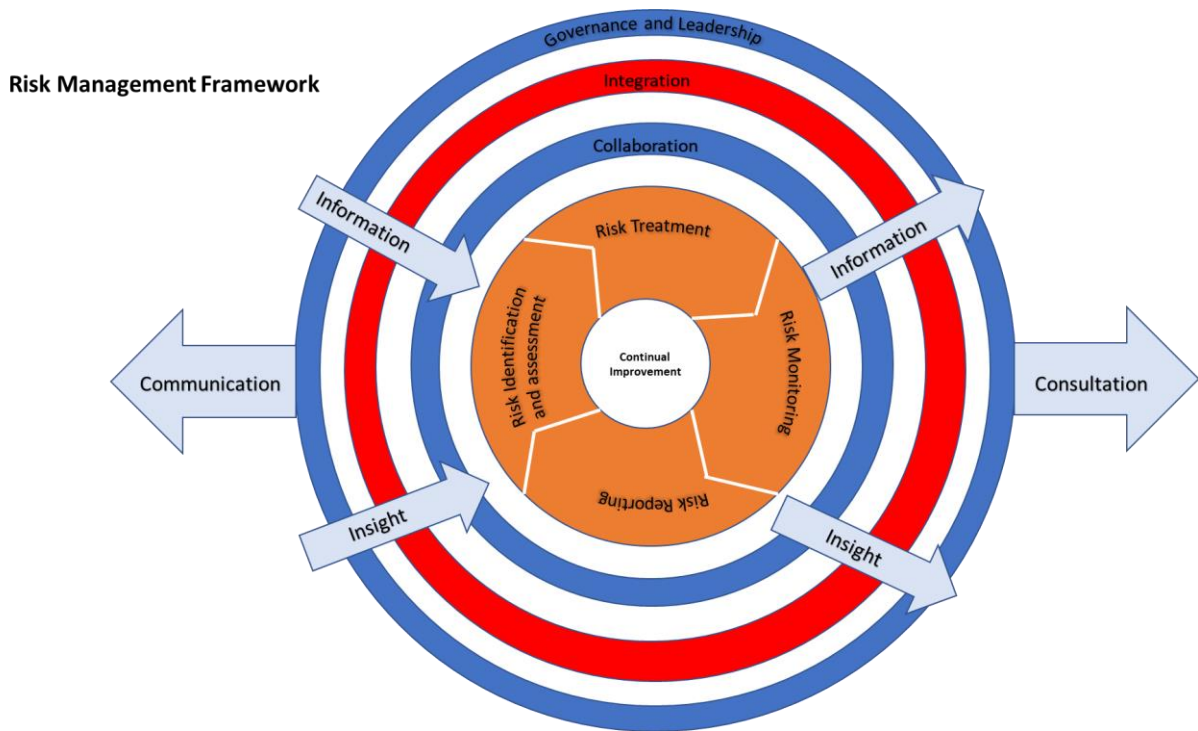 Governance and Leadership
Risk Management Framework
Integration
Collaboration
Information
Information
Risk Treatment
Risk Identification
and assessment
Risk Monitoring
Continual
Improvement
Communication
Consultation
Risk Reporting
Insight
Insight